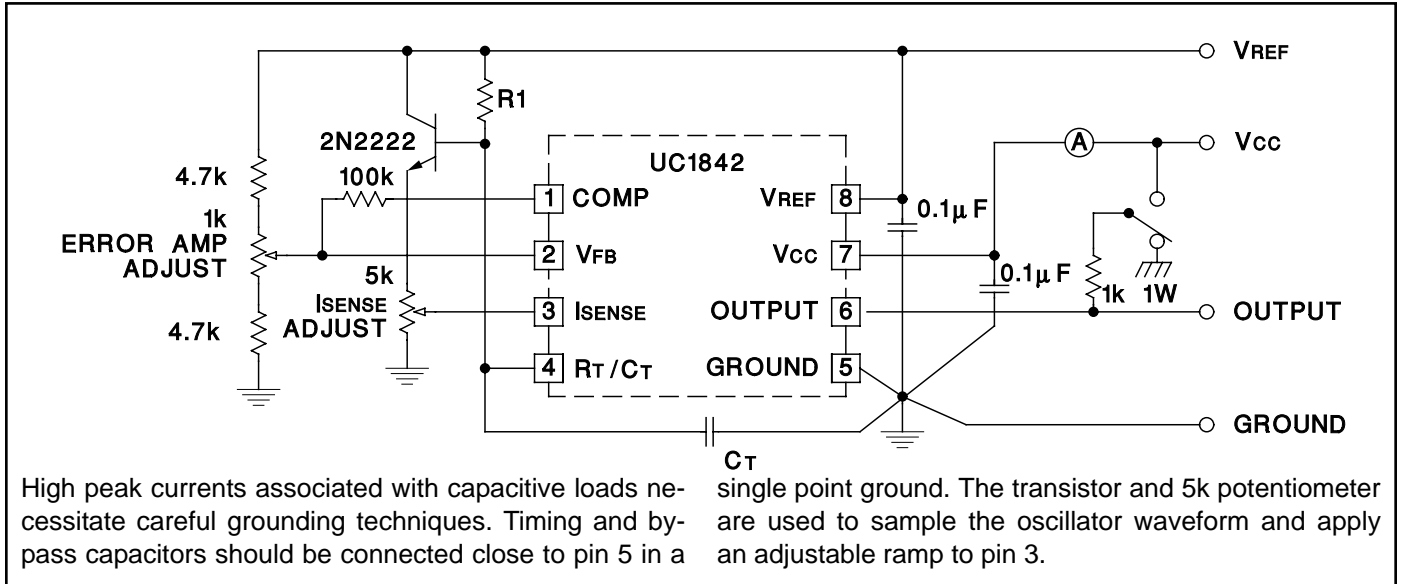 VREF
R1
2N2222
UC1842
A
VCC
4.7k
100k
1 COMP
VREF 8
0.1µF
1k
ERROR AMP
ADJUST
2 VFB
VCC 7
0.1µF
5k
ISENSE
ADJUST
3 ISENSE
OUTPUT 6
1k 1W
OUTPUT
4.7k
4 RT/CT
GROUND 5
GROUND
CT
High peak currents associated with capacitive loads ne-
cessitate careful grounding techniques. Timing and by-
pass capacitors should be connected close to pin 5 in a
single point ground. The transistor and 5k potentiometer
are used to sample the oscillator waveform and apply
an adjustable ramp to pin 3.